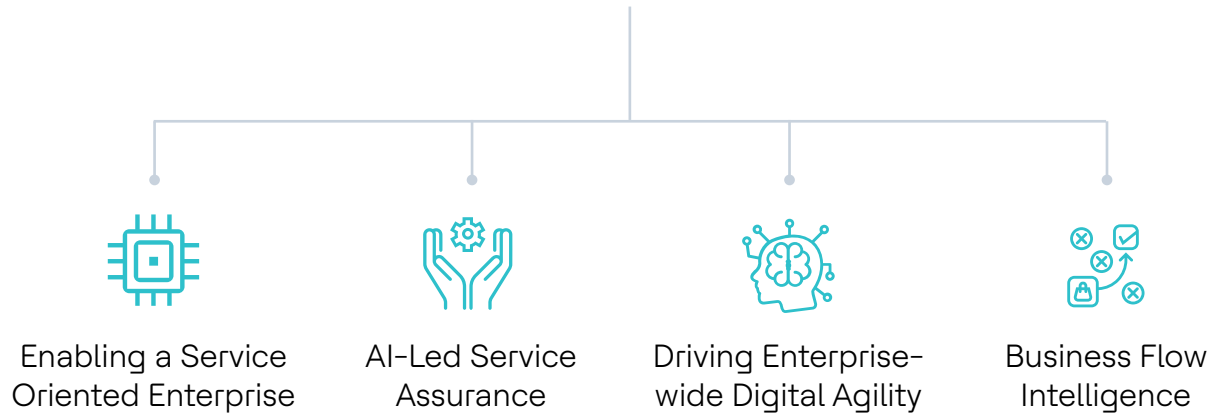 Enabling a Service
Oriented Enterprise
AI-Led Service
Assurance
Driving Enterprise-
wide Digital Agility
Business Flow
Intelligence